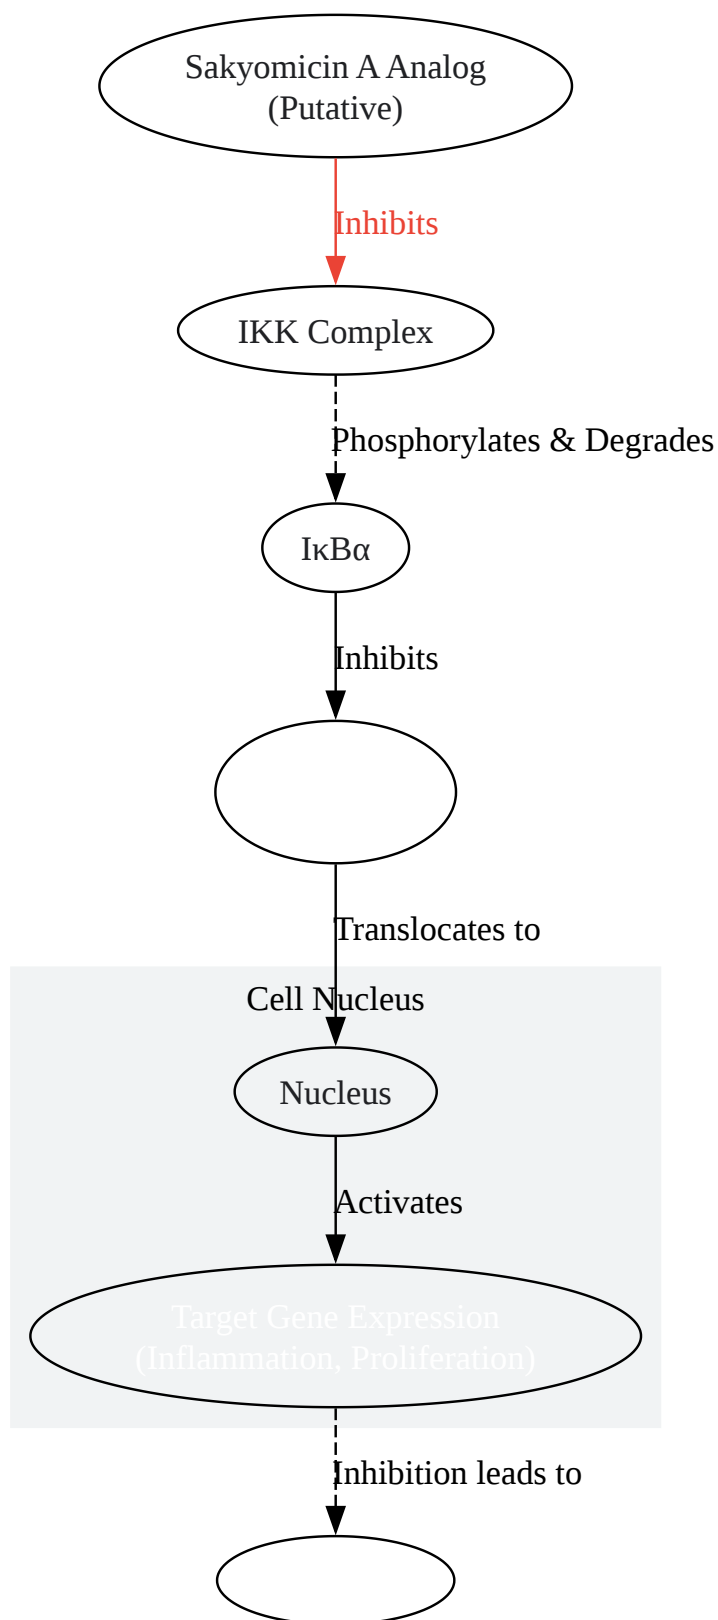 Sakyomicin A Analog
(Putative)
Inhibits
IKK Complex
Phosphorylates & Degrades
IκBα
Inhibits
Translocates to
Cell Nucleus
Nucleus
Activates
Target Gene Expression
(Inflammation, Proliferation)
Inhibition leads to